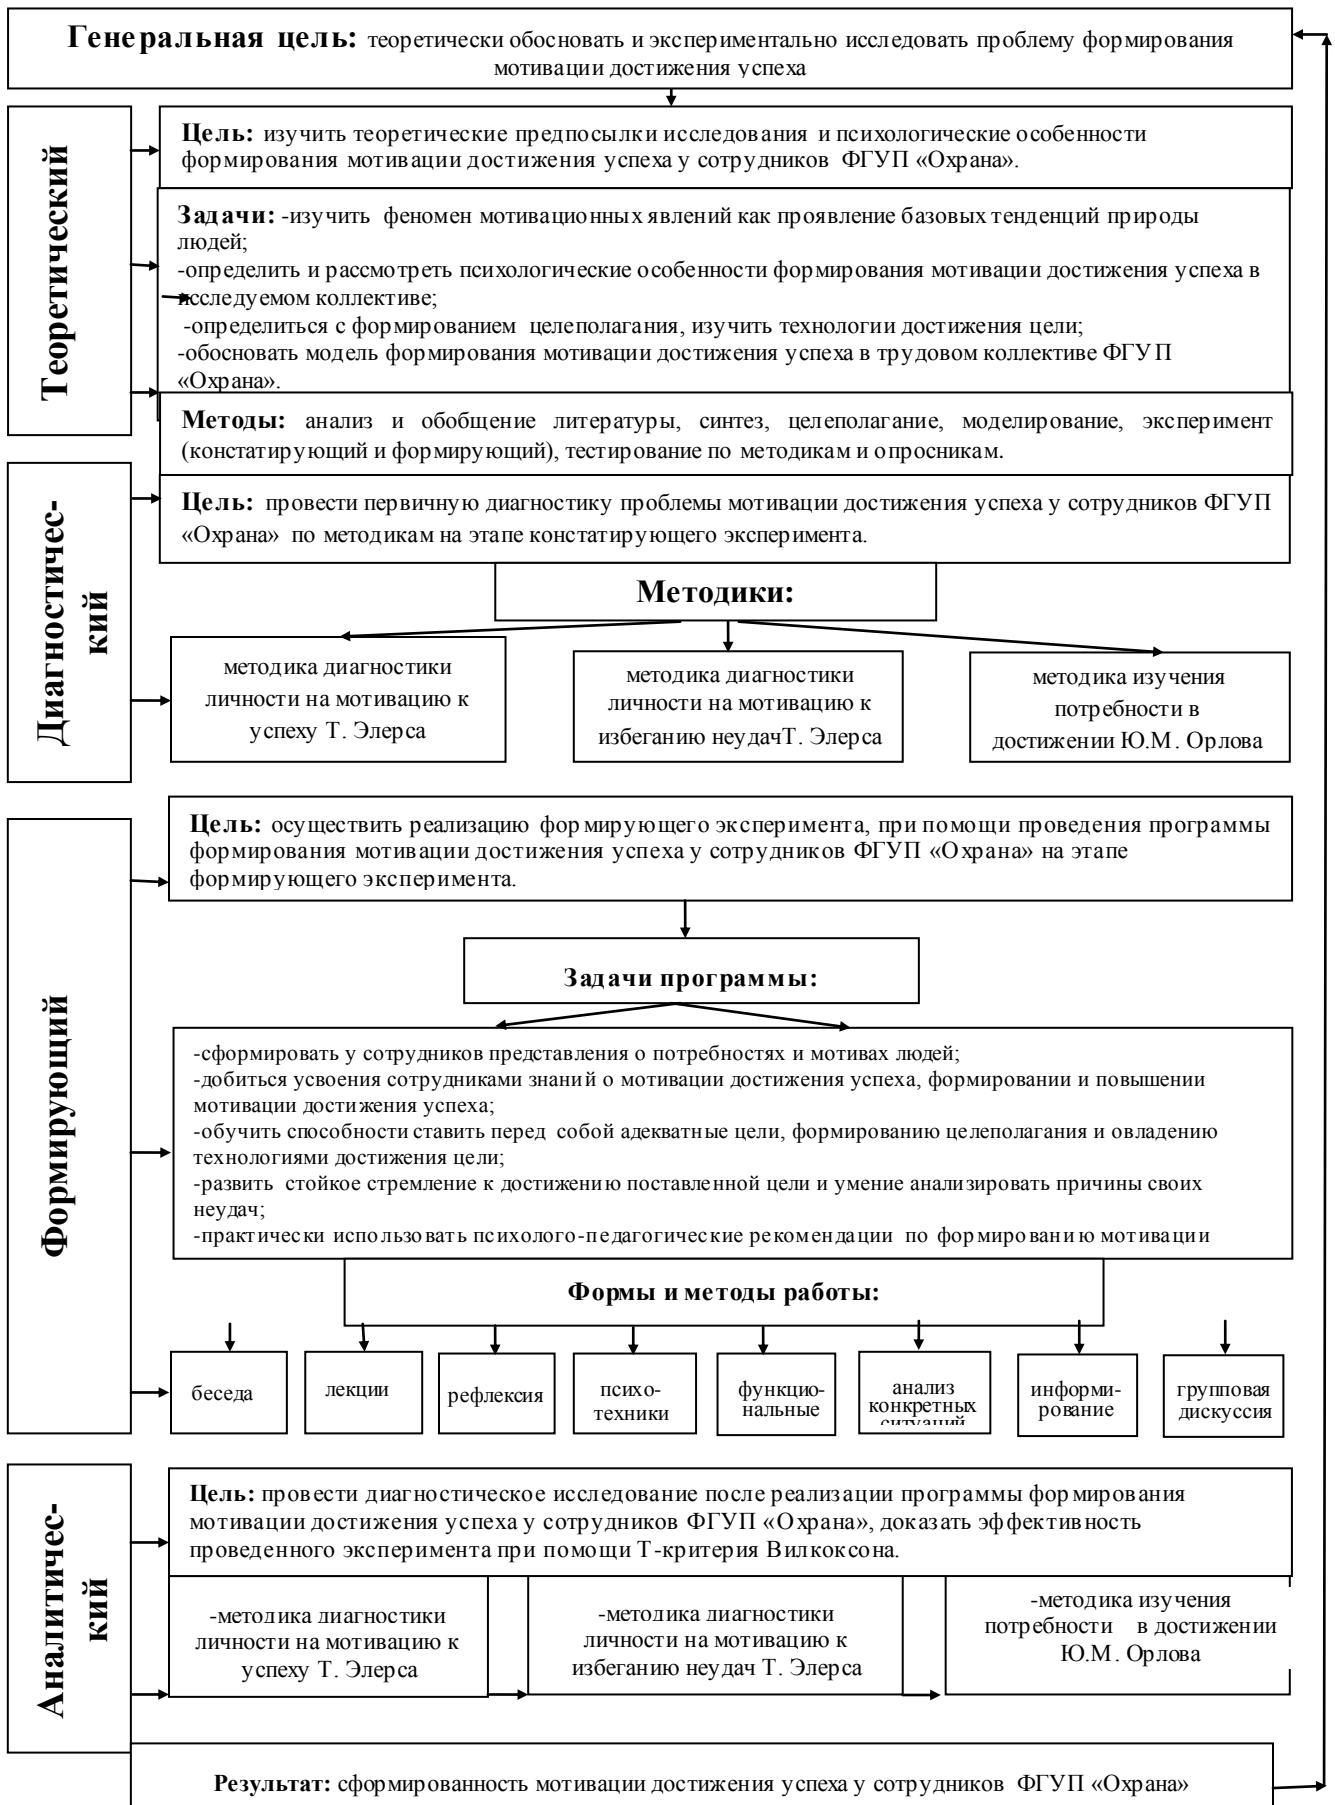 Генеральная цель: теоретически обосновать и экспериментально исследовать проблему формирования
мотивации достижения успеха
Теоретический
Цель: изучить теоретические предпосылки исследования и психологические особенности
формирования мотивации достижения успеха у сотрудников ФГУП «Охрана».
Задачи: -изучить феномен мотивационных явлений как проявление базовых тенденций природы
людей;
-определить и рассмотреть психологические особенности формирования мотивации достижения успеха в
исследуемом коллективе;
-определиться с формированием целеполагания, изучить технологии достижения цели;
-обосновать модель формирования мотивации достижения успеха в трудовом коллективе ФГУП
«Охрана».
Методы: анализ и обобщение литературы, синтез, целеполагание, моделирование, эксперимент
(констатирующий и формирующий), тестирование по методикам и опросникам.
Диагностичес-
кий
Цель: провести первичную диагностику проблемы мотивации достижения успеха у сотрудников ФГУП
«Охрана» по методикам на этапе констатирующего эксперимента.
Методики:
методика диагностики
личности на мотивацию к
успеху Т. Элерса
методика диагностики
личности на мотивацию к
избеганию неудачТ. Элерса
методика изучения
потребности в
достижении Ю.М. Орлова
Формирующий
Цель: осуществить реализацию формирующего эксперимента, при помощи проведения программы
формирования мотивации достижения успеха у сотрудников ФГУП «Охрана» на этапе
формирующего эксперимента.
Задачи программы:
-сформировать у сотрудников представления о потребностях и мотивах людей;
-добиться усвоения сотрудниками знаний о мотивации достижения успеха, формировании и повышении
мотивации достижения успеха;
-обучить способности ставить перед собой адекватные цели, формированию целеполагания и овладению
технологиями достижения цели;
-развить стойкое стремление к достижению поставленной цели и умение анализировать причины своих
неудач;
-практически использовать психолого-педагогические рекомендации по формированию мотивации
Формы и методы работы:
беседа
лекции
рефлексия
психо-
техники
функцио-
нальные
анализ
конкретных
ситуаций
информи-
рование
групповая
дискуссия
Аналитичес-
кий
Цель: провести диагностическое исследование после реализации программы формирования
мотивации достижения успеха у сотрудников ФГУП «Охрана», доказать эффективность
проведенного эксперимента при помощи Т-критерия Вилкоксона.
-методика диагностики
личности на мотивацию к
успеху Т. Элерса
-методика диагностики
личности на мотивацию к
избеганию неудач Т. Элерса
-методика изучения
потребности в достижении
Ю.М. Орлова
Результат: сформированность мотивации достижения успеха у сотрудников ФГУП «Охрана»